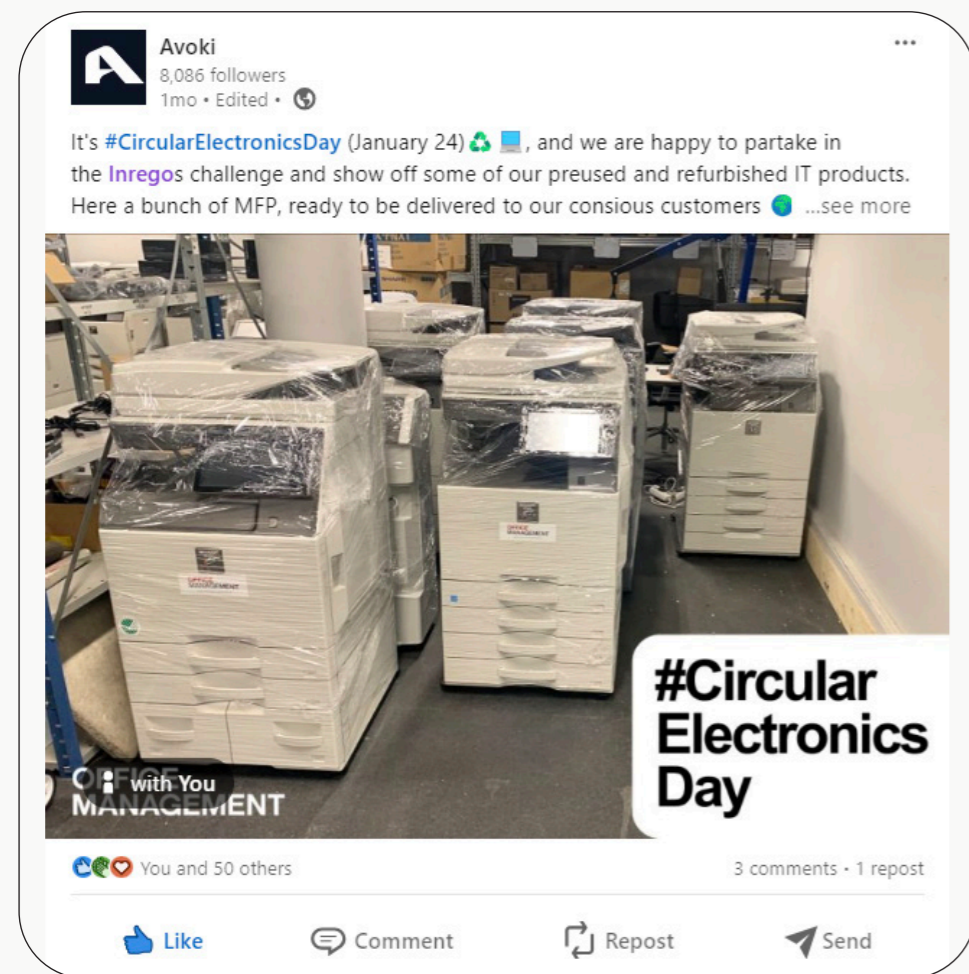 Avoki
8,086 followers
1mo • Edited •
It's #CircularElectronicsDay (January 24) ♻️ 💻, and we are happy to partake in
the Inregos challenge and show off some of our preused and refurbished IT products.
Here a bunch of MFP, ready to be delivered to our consious customers 🌍 ...see more
OFFICE
MANAGEMENT
OFFICE
MANAGEMENT
#Circular
Electronics
Day
with You
MANAGEMENT
You and 50 others
3 comments • 1 repost
Like
Comment
Repost
Send